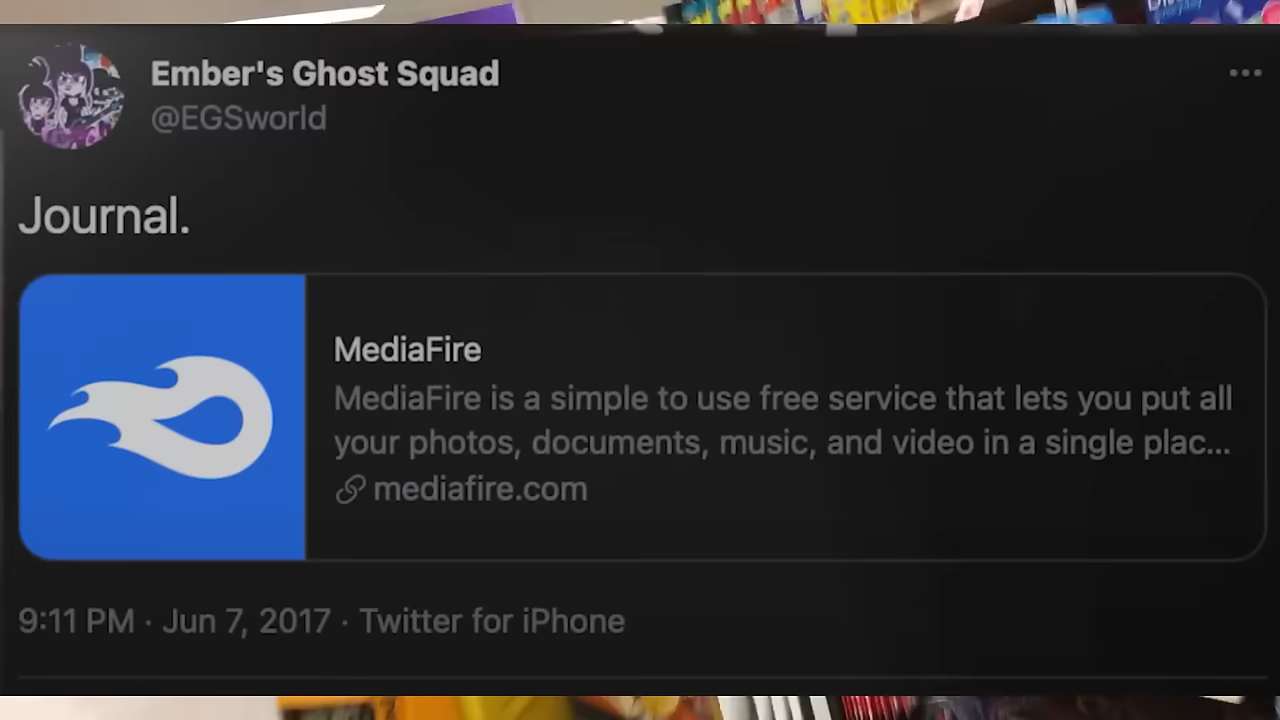 Ember's Ghost Squad
@EGSworld
Journal.
MediaFire
MediaFire is a simple to use free service that lets you put all
your photos, documents, music, and video in a single plac...
mediafire.com
9:11 PM · Jun 7, 2017 · Twitter for iPhone